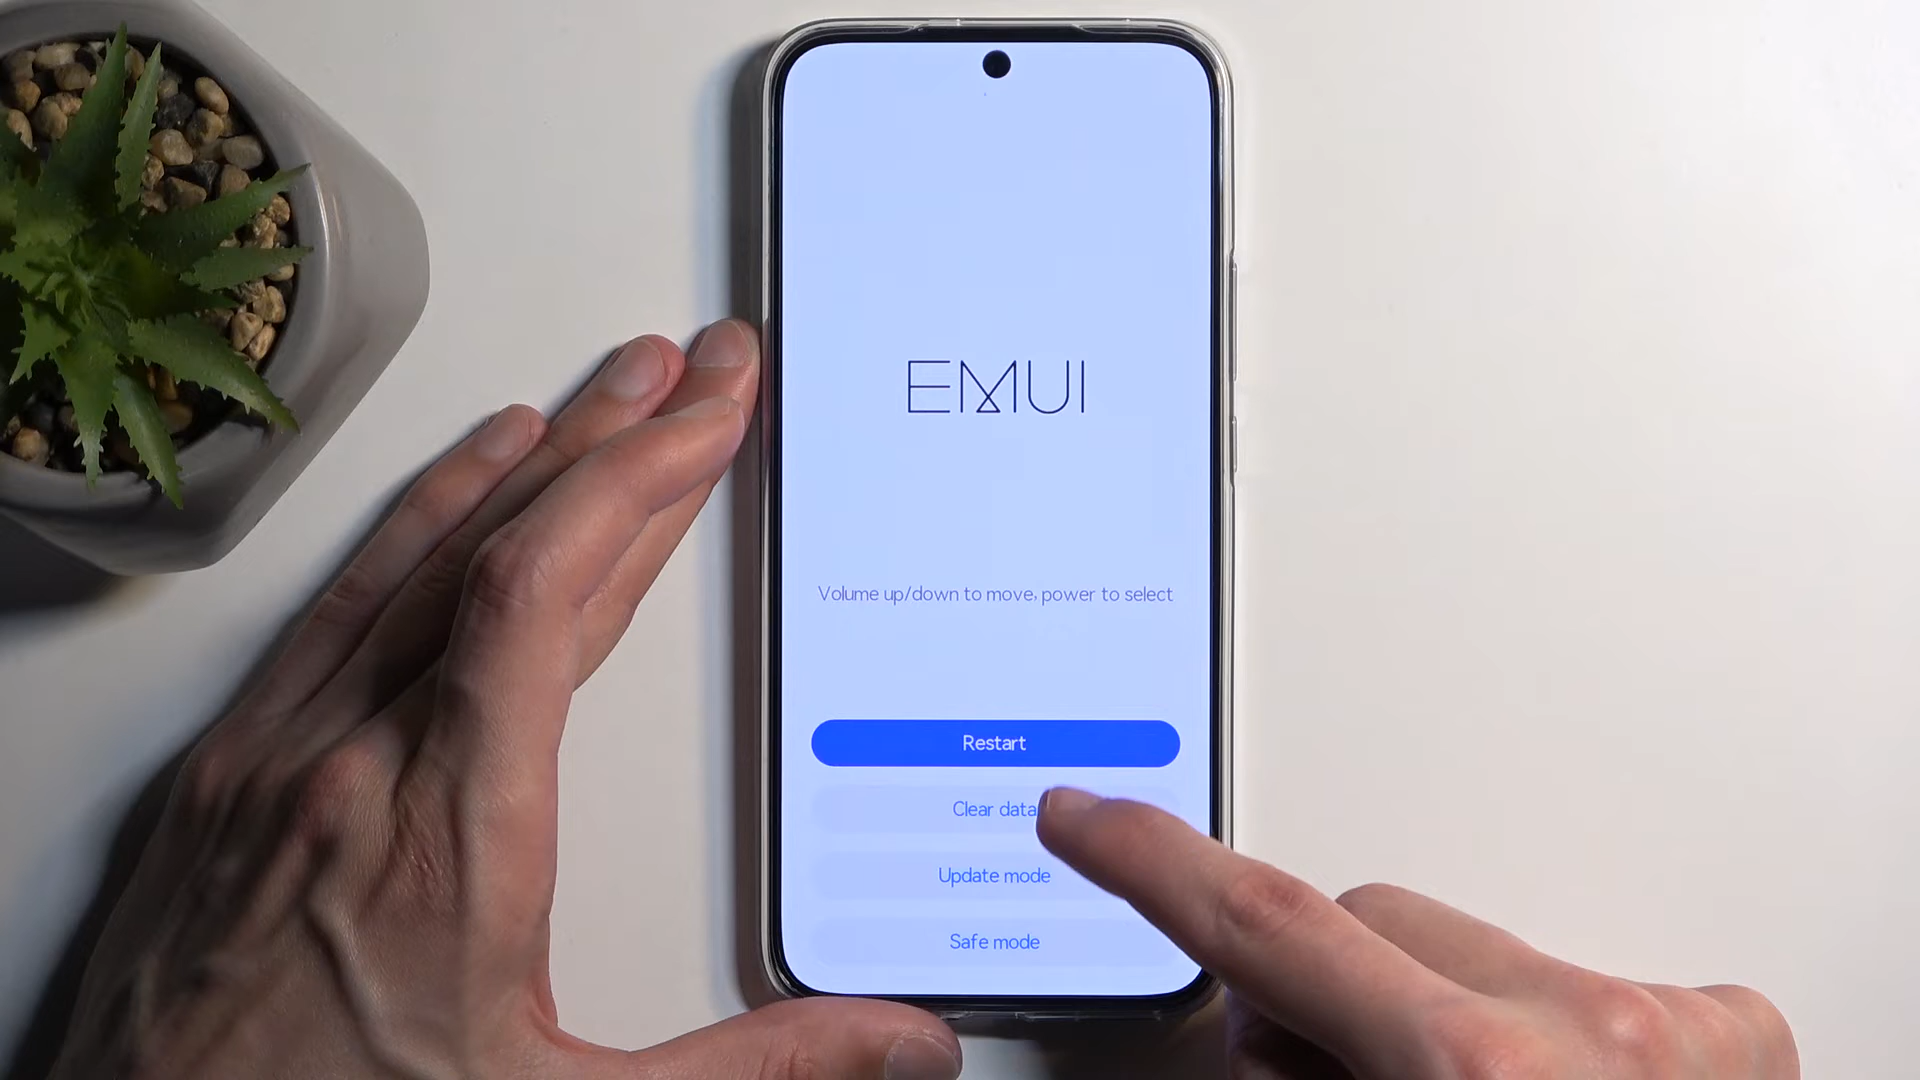 EMUI
Volume up/down to move, power to select
Restart
Clear data
Update mode
Safe mode